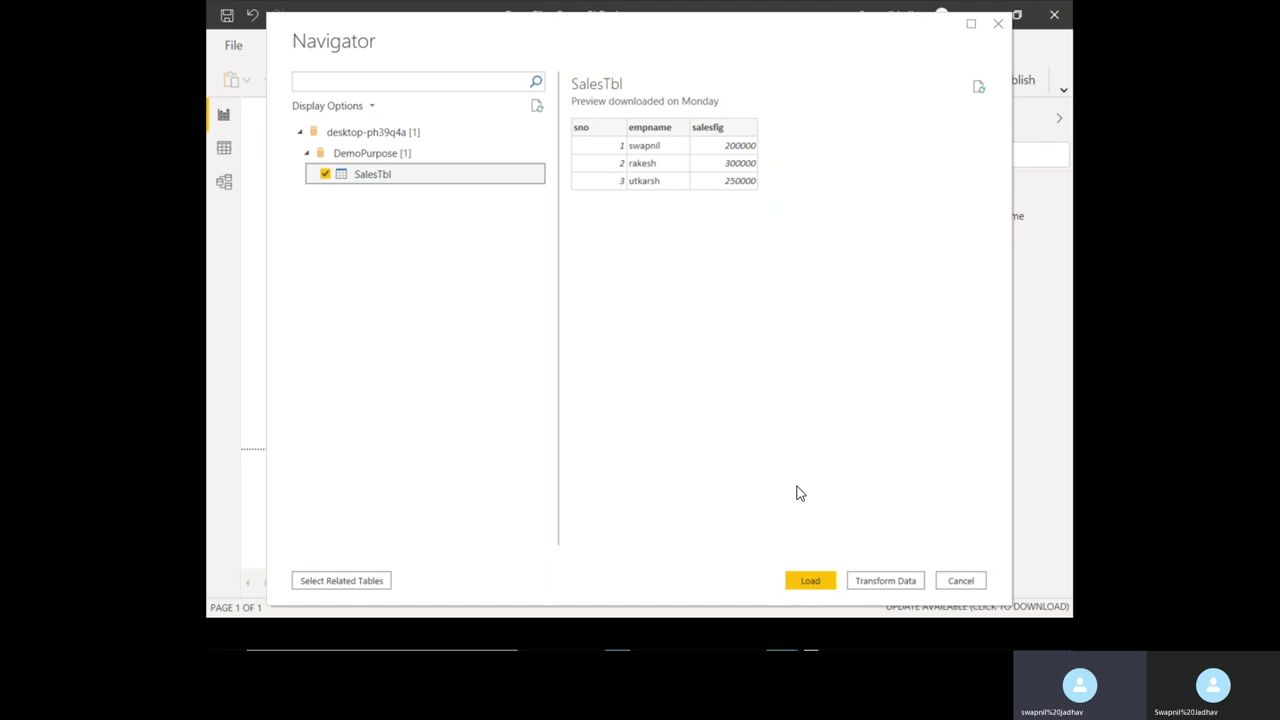 Navigator
File
blish
Display Options
desktop-ph39q4a [1]
DemoPurpose [1]
SalesTbl
SalesTbl
Preview downloaded on Monday
sno empname salesfig
1 swapnil 200000
2 rakesh 300000
3 utkarsh 250000
me
Select Related Tables
Load
Transform Data
Cancel
PAGE 1 OF 1
UPDATE AVAILABLE (CLICK TO DOWNLOAD)
swapnil%20jadhav
Swapnil%20Jadhav